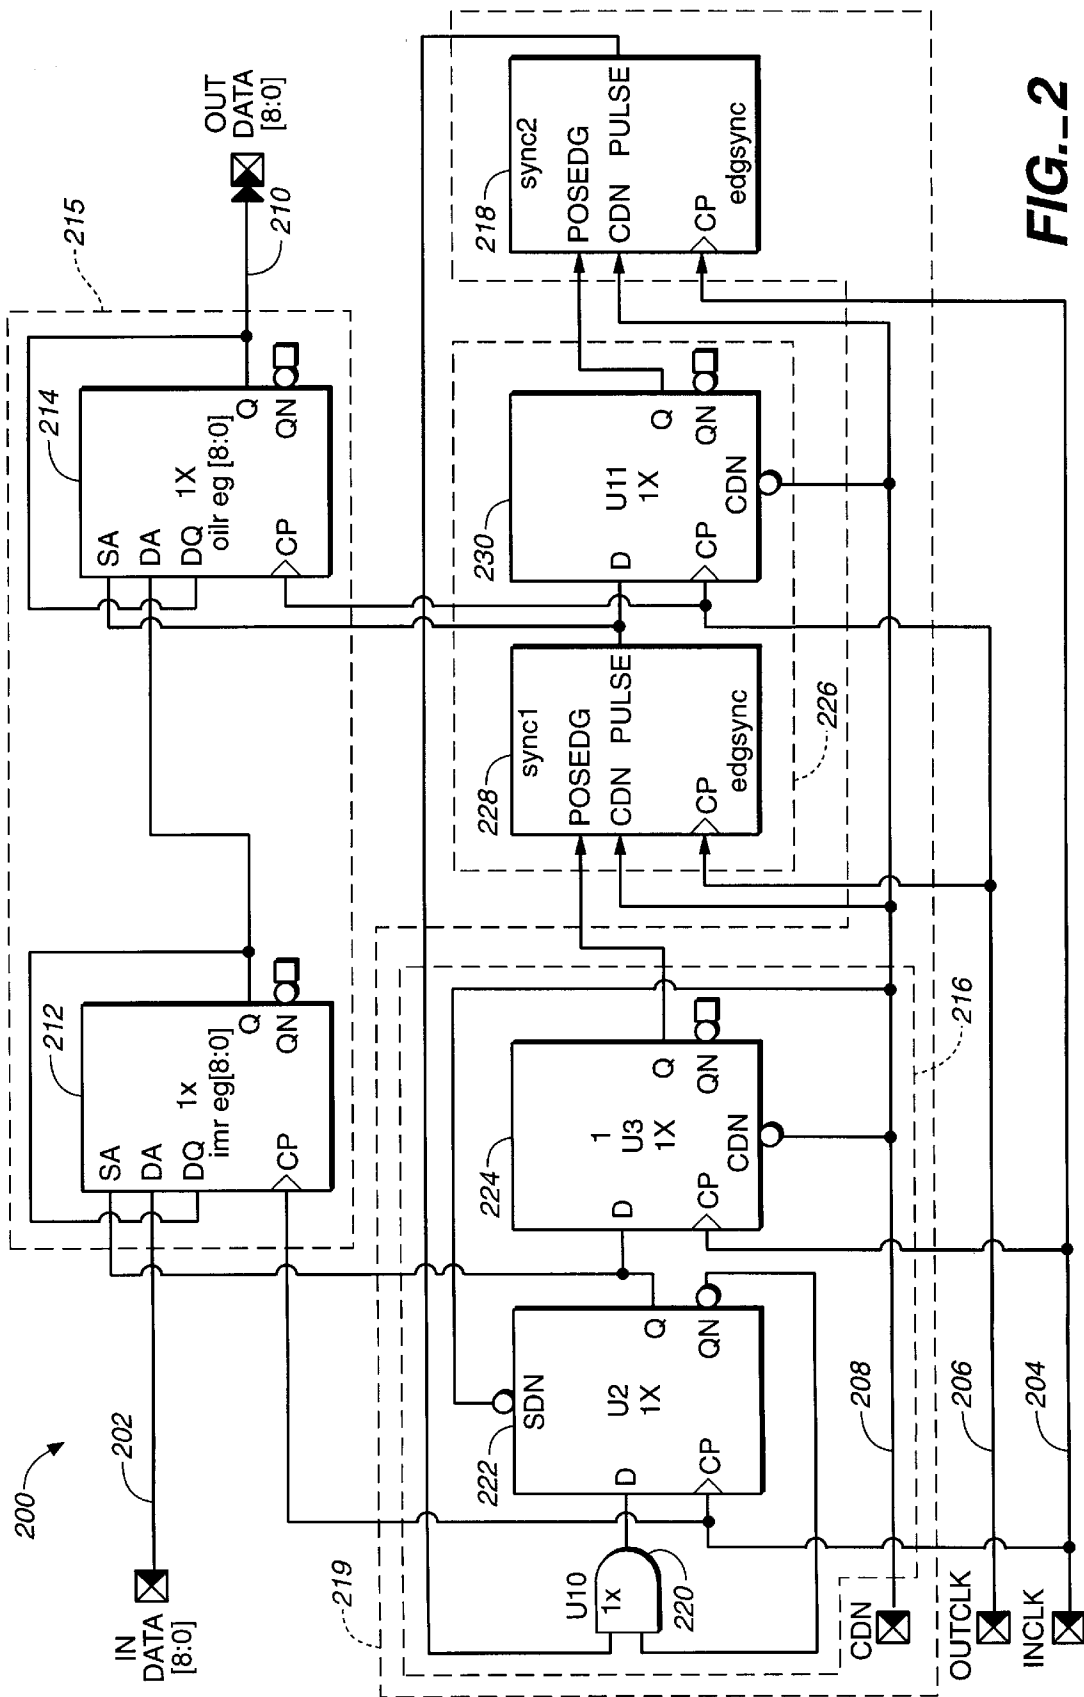 200
IN
DATA
[8:0]
202
SA
DA
DQ
CP
1x
imr eg[8:0]
Q
QN
212
SA
DA
DQ
CP
1X
oilr eg [8:0]
Q
QN
214
215
210
OUT
DATA
[8:0]
219
U10
1x
220
222
SDN
D
CP
U2
1X
Q
QN
224
D
CP
1
U3
1X
CDN
Q
QN
216
228
sync1
POSEDG
CDN PULSE
CP
edgsync
226
230
D
CP
U11
1X
CDN
Q
QN
218
sync2
POSEDG
CDN PULSE
CP
edgsync
CDN
208
OUTCLK
206
INCLK
204
FIG._2